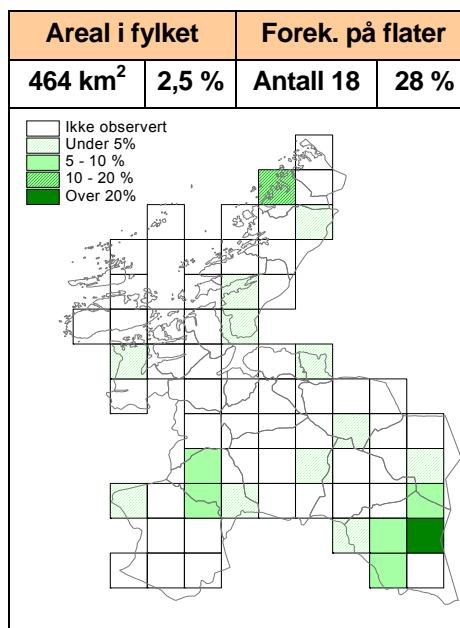 Areal i fylket Forek. på flater
464 km² 2,5 % Antall 18 28 %
Ikke observert
Under 5%
5 - 10 %
10 - 20 %
Over 20%